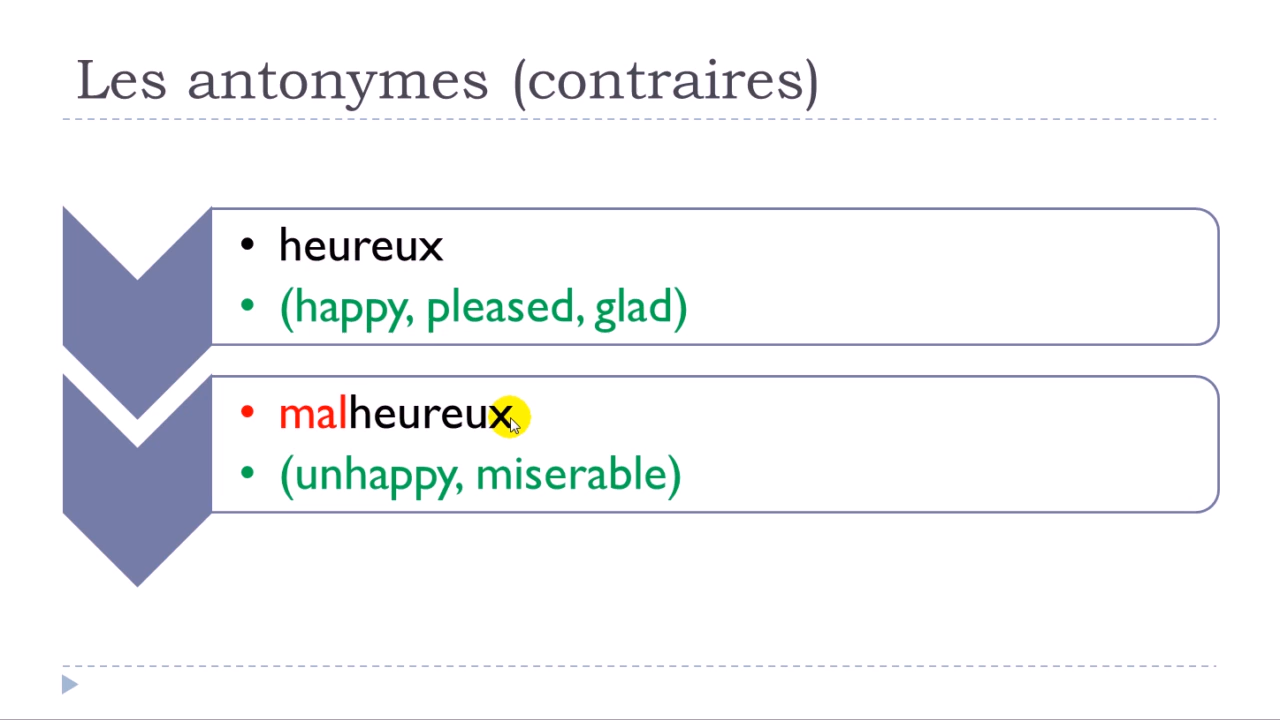 Les antonymes (contraires)
• heureux
• (happy, pleased, glad)
• malheureux
• (unhappy, miserable)